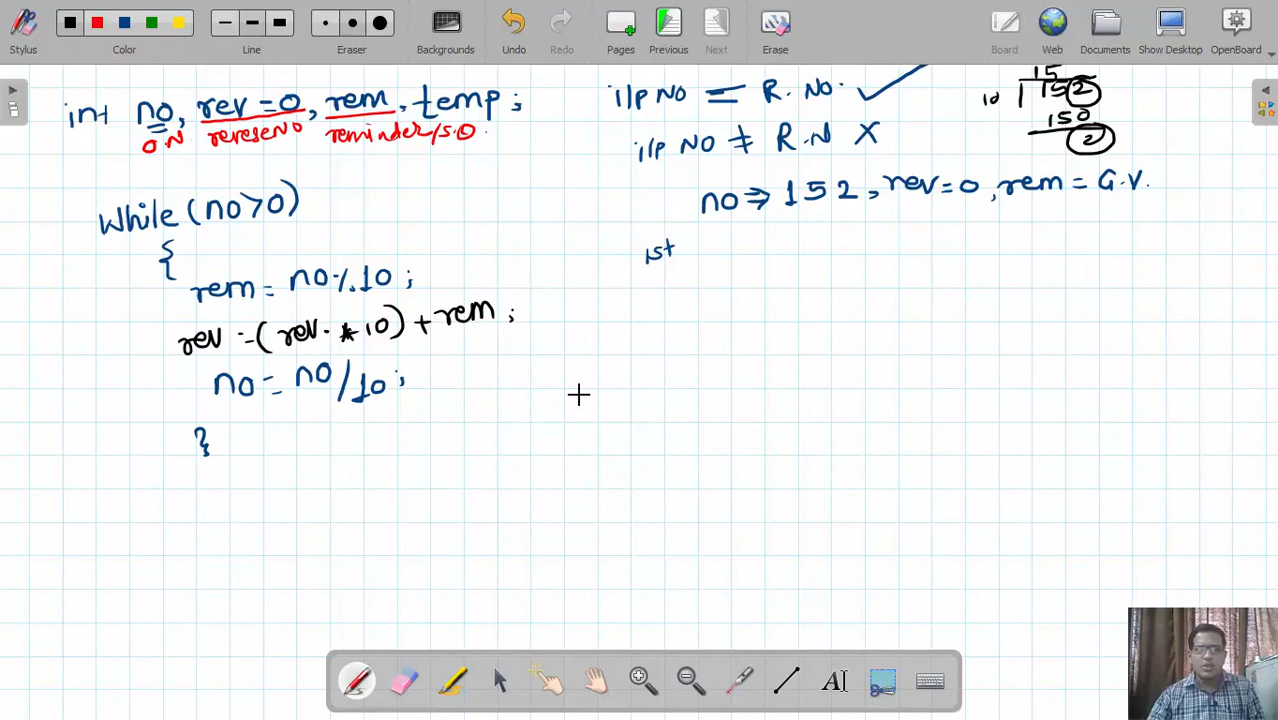 Stylus
Color
Line
Eraser
Backgrounds
Undo
Redo
Pages
Previous
Next
Erase
Board
Web
Documents
Show Desktop
OpenBoard
int no, rev = 0, rem, temp;
O.N reveseNo reminder/S.O.
While (no>0)
{
rem = no%10;
rev = (rev * 10) + rem;
no = no/10;
}
i/p NO = R. No. ✓
i/p NO ≠ R.N X
no ⇒ 152, rev=0, rem = G.V.
1st
15
10 152
150
2